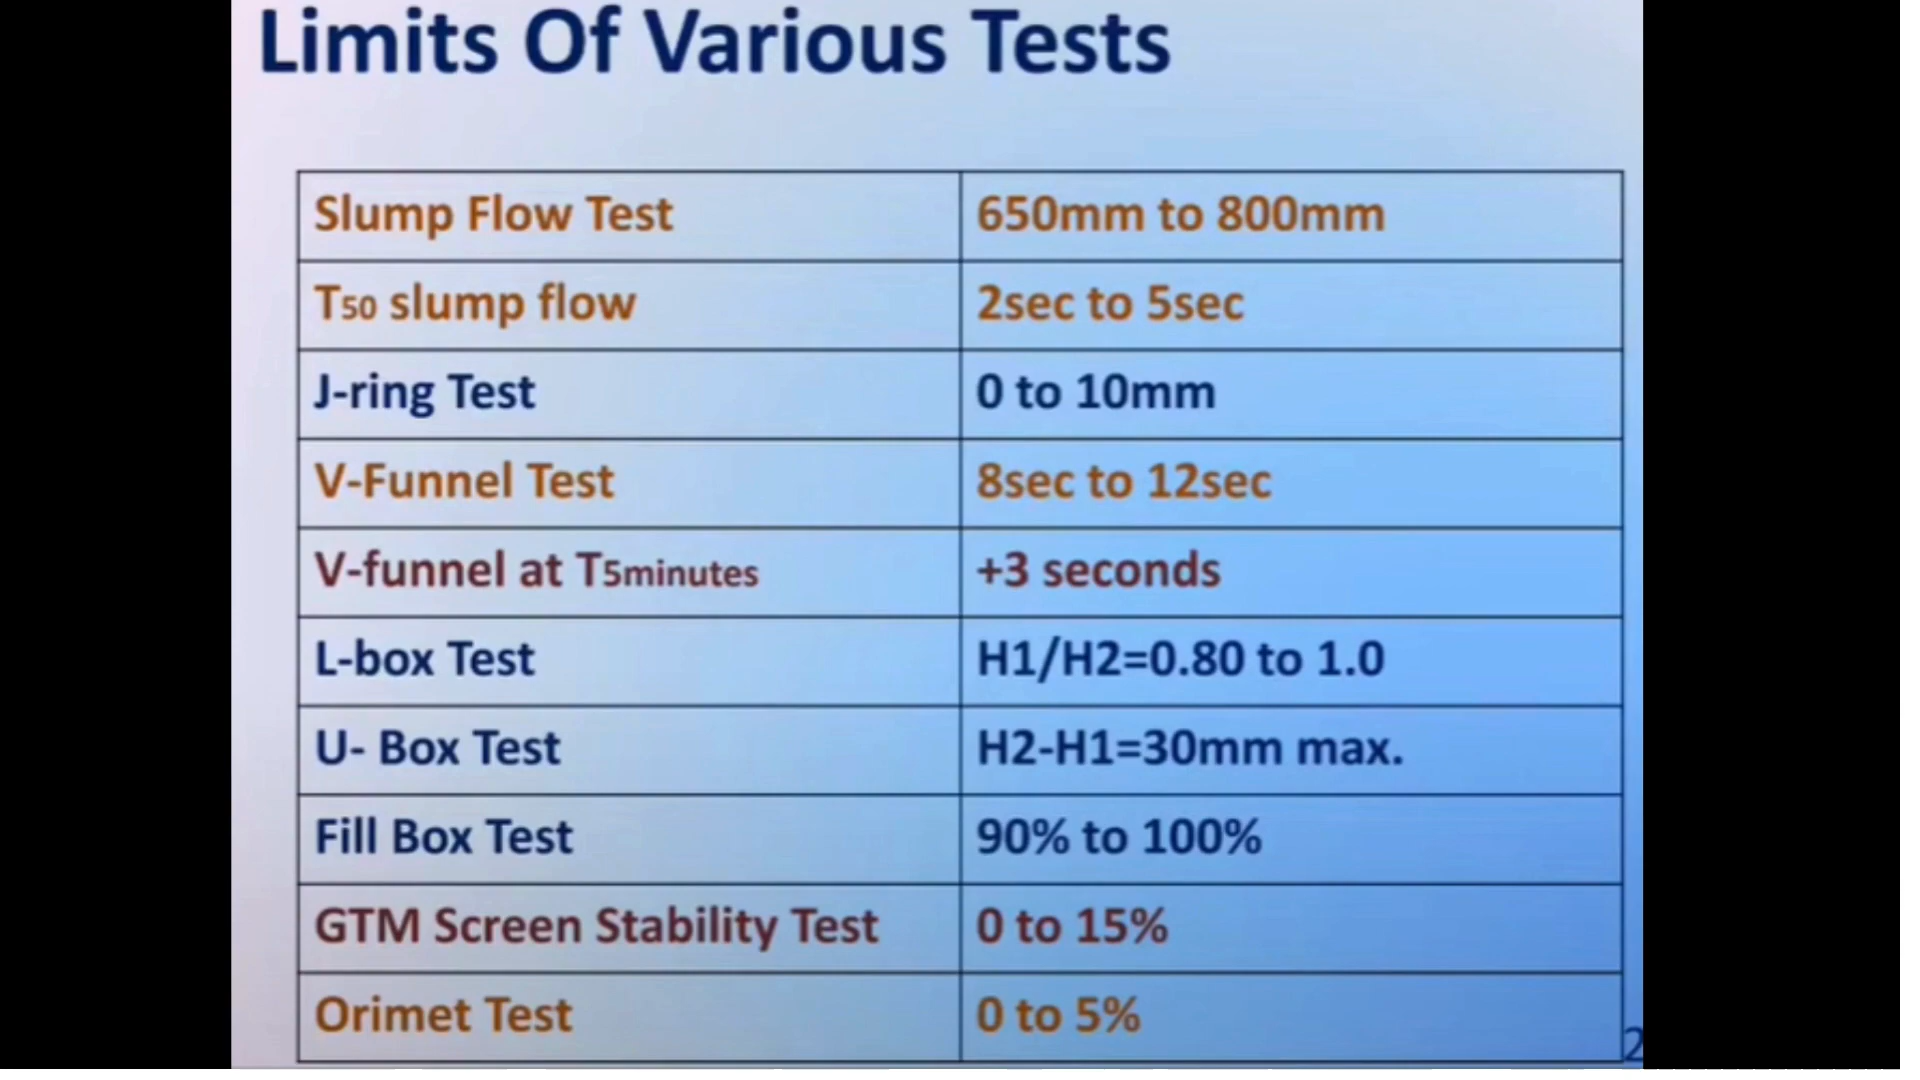 Limits Of Various Tests
Slump Flow Test 650mm to 800mm
T50 slump flow 2sec to 5sec
J-ring Test 0 to 10mm
V-Funnel Test 8sec to 12sec
V-funnel at T5minutes +3 seconds
L-box Test H1/H2=0.80 to 1.0
U- Box Test H2-H1=30mm max.
Fill Box Test 90% to 100%
GTM Screen Stability Test 0 to 15%
Orimet Test 0 to 5%
2